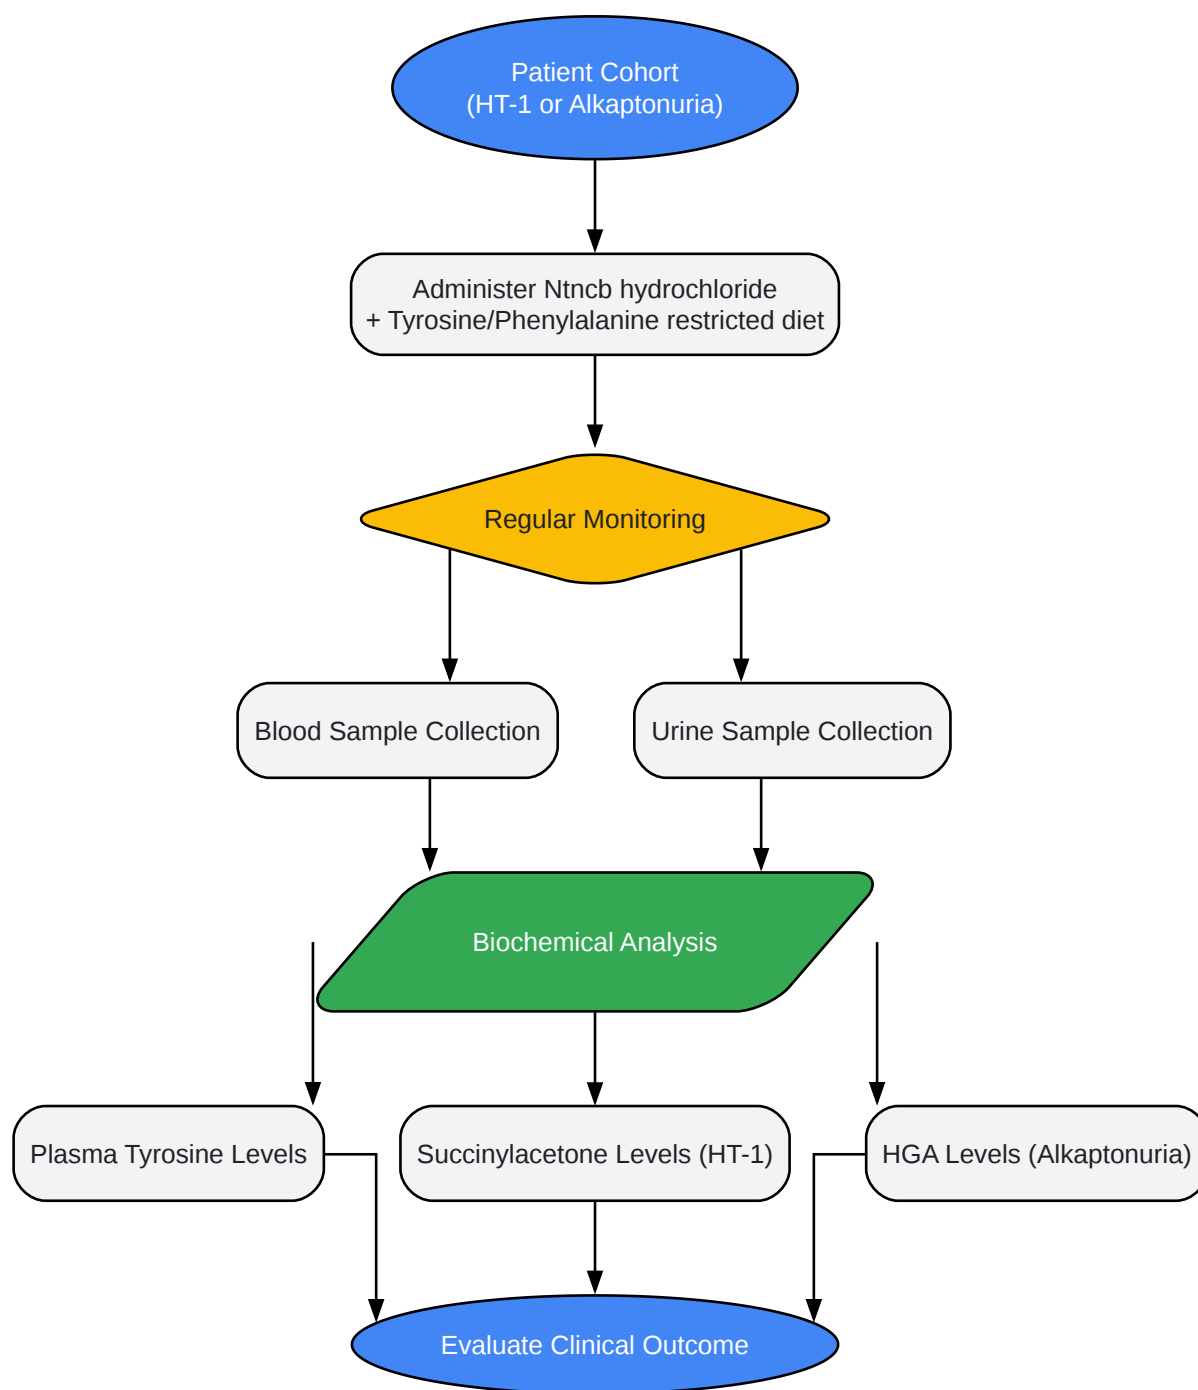 Patient Cohort
(HT-1 or Alkaptonuria)
Administer Ntncb hydrochloride
+ Tyrosine/Phenylalanine restricted diet
Regular Monitoring
Blood Sample Collection
Urine Sample Collection
Biochemical Analysis
Plasma Tyrosine Levels
Succinylacetone Levels (HT-1)
HGA Levels (Alkaptonuria)
Evaluate Clinical Outcome